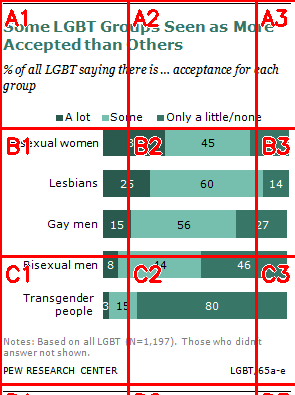 A1 A2 A3
Some LGBT Groups Seen as More
Accepted than Others
% of all LGBT saying there is ... acceptance for each
group
A lot Some Only a little/none
B1 B2 B3
Bisexual women 45
Lesbians 25 60 14
Gay men 15 56 27
C1 C2 C3
Bisexual men 8 46
Transgender
people 3 15 80
Notes: Based on all LGBT (N=1,197). Those who didn't
answer not shown.
PEW RESEARCH CENTER LGBT,65a-e